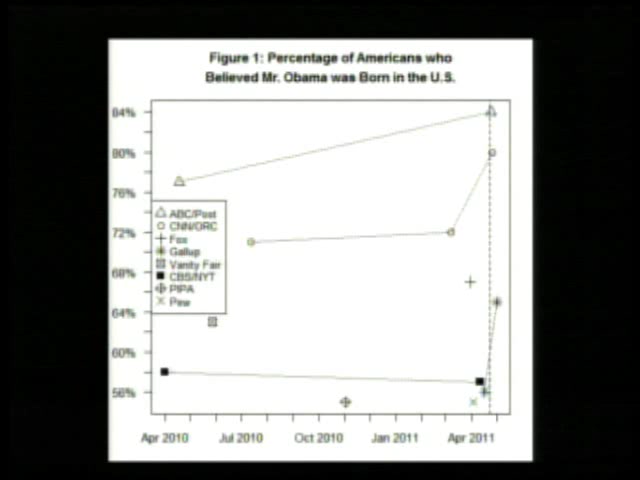 Figure 1: Percentage of Americans who
Believed Mr. Obama was Born in the U.S.
84%
80%
76%
72%
68%
64%
60%
56%
ABC/Post
CNN/ORC
Fox
Gallup
Vanity Fair
CBS/NYT
PIPA
Pew
Apr 2010
Jul 2010
Oct 2010
Jan 2011
Apr 2011